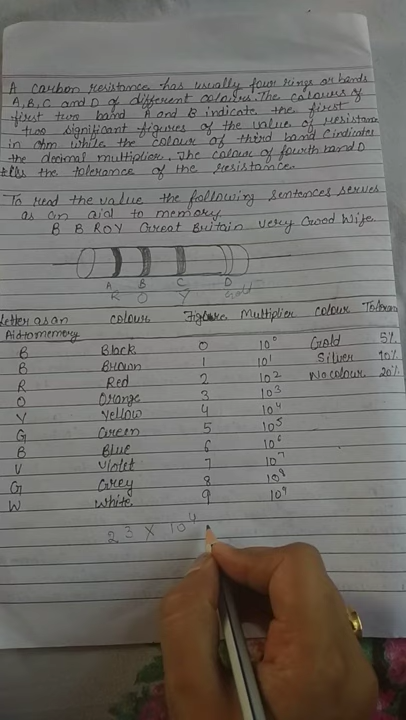 A carbon resistance has usually four rings or bands
A, B, C and D of different colours. The colours of
first two band A and B indicate the first
two significant figures of the value of resistance
in ohm while the colour of third band C indicates
the decimal multiplier. The colour of fourth band D
tells the tolerance of the resistance.
To read the value the following sentences serves
as an aid to memory.
B B ROY Great Britain Very Good Wife.
A B C D
R O Y Gold
Letter as an Aid to memory colour Figure Multiplier colour Tolerance
B Black 0 10⁰ Gold 5%
B Brown 1 10¹ Silver 10%
R Red 2 10² No colour 20%
O Orange 3 10³
Y Yellow 4 10⁴
G Green 5 10⁵
B Blue 6 10⁶
V Violet 7 10⁷
G Grey 8 10⁸
W White 9 10⁹
23 X 10⁴